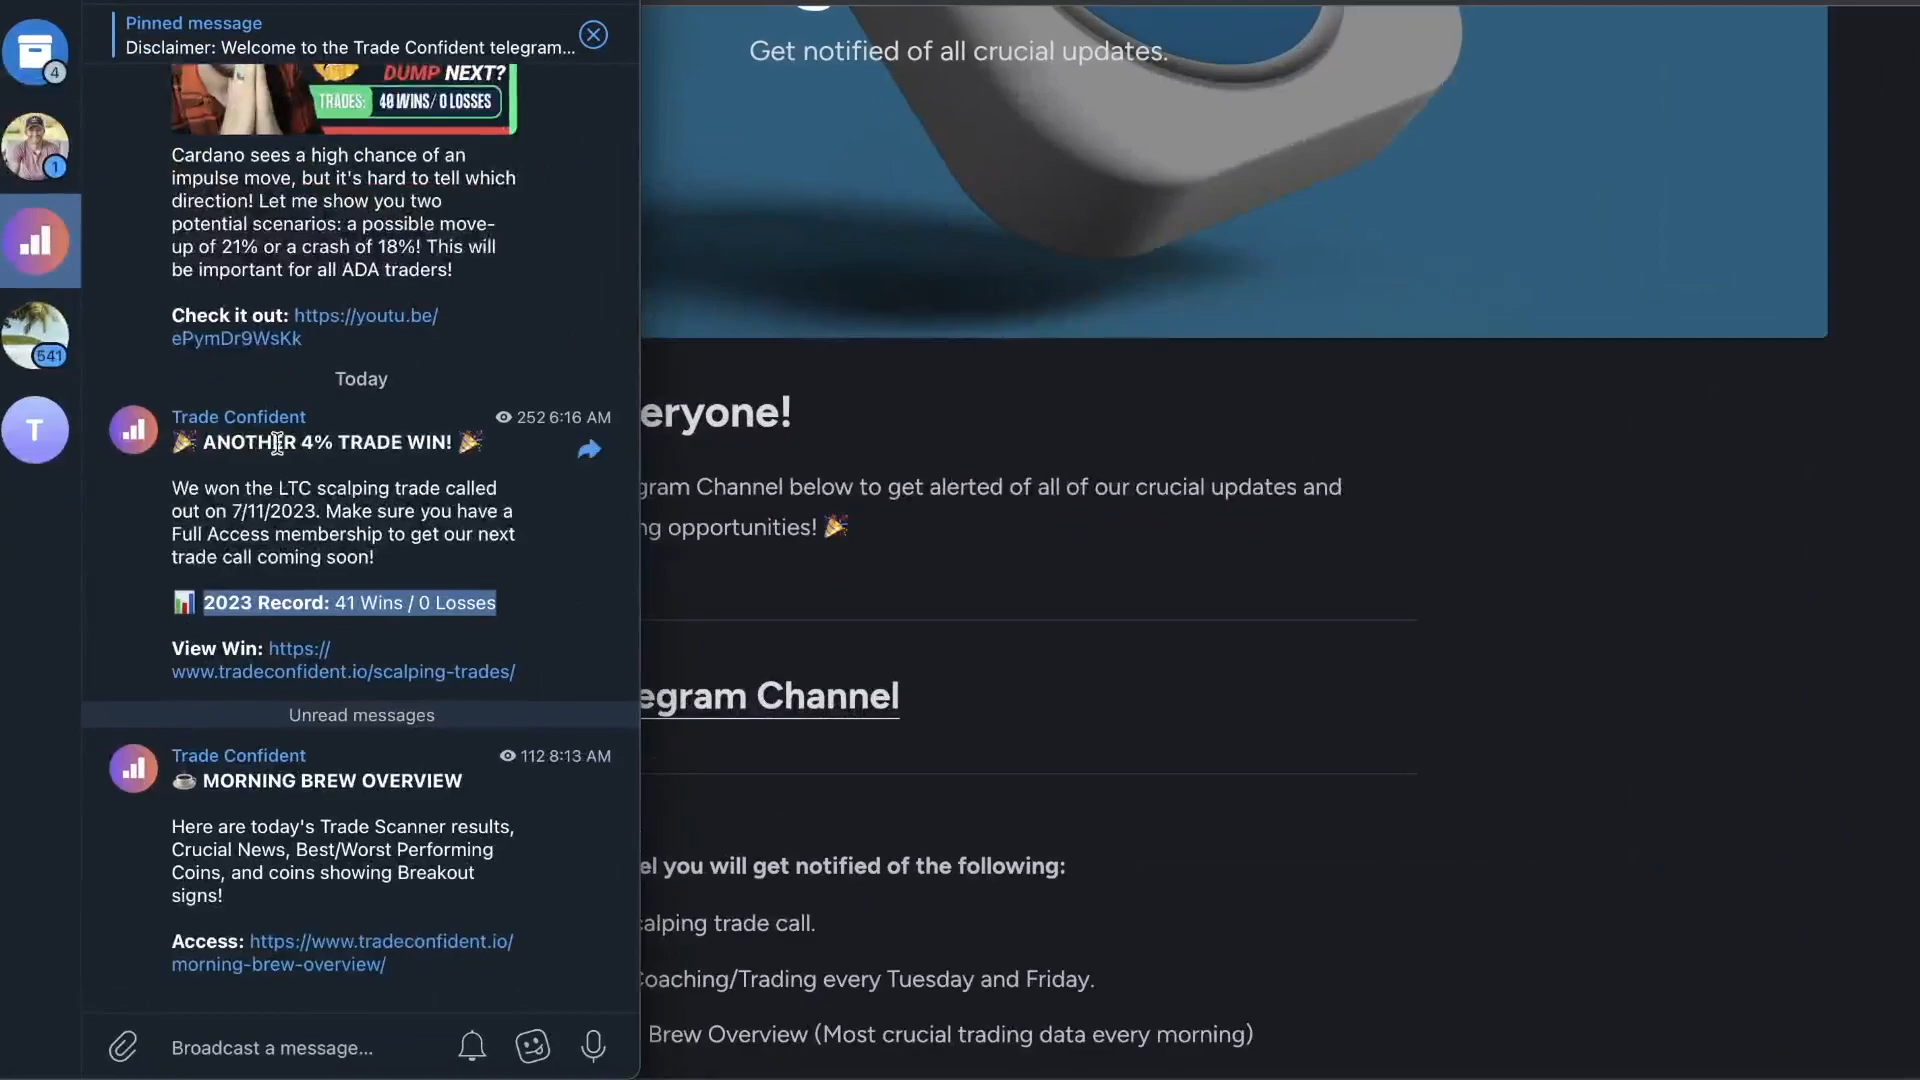 Pinned message
Disclaimer: Welcome to the Trade Confident telegram...
4
1
541
T
DUMP NEXT?
TRADES: 40 WINS/ 0 LOSSES
Cardano sees a high chance of an
impulse move, but it's hard to tell which
direction! Let me show you two
potential scenarios: a possible move-
up of 21% or a crash of 18%! This will
be important for all ADA traders!
Check it out: https://youtu.be/
ePymDr9WsKk
Today
Trade Confident 252 6:16 AM
🎉 ANOTHER 4% TRADE WIN! 🎉
We won the LTC scalping trade called
out on 7/11/2023. Make sure you have a
Full Access membership to get our next
trade call coming soon!
📊 2023 Record: 41 Wins / 0 Losses
View Win: https://
www.tradeconfident.io/scalping-trades/
Unread messages
Trade Confident 112 8:13 AM
☕ MORNING BREW OVERVIEW
Here are today's Trade Scanner results,
Crucial News, Best/Worst Performing
Coins, and coins showing Breakout
signs!
Access: https://www.tradeconfident.io/
morning-brew-overview/
Broadcast a message...
Get notified of all crucial updates.
eryone!
gram Channel below to get alerted of all of our crucial updates and
ng opportunities! 🎉
egram Channel
el you will get notified of the following:
calping trade call.
Coaching/Trading every Tuesday and Friday.
Brew Overview (Most crucial trading data every morning)